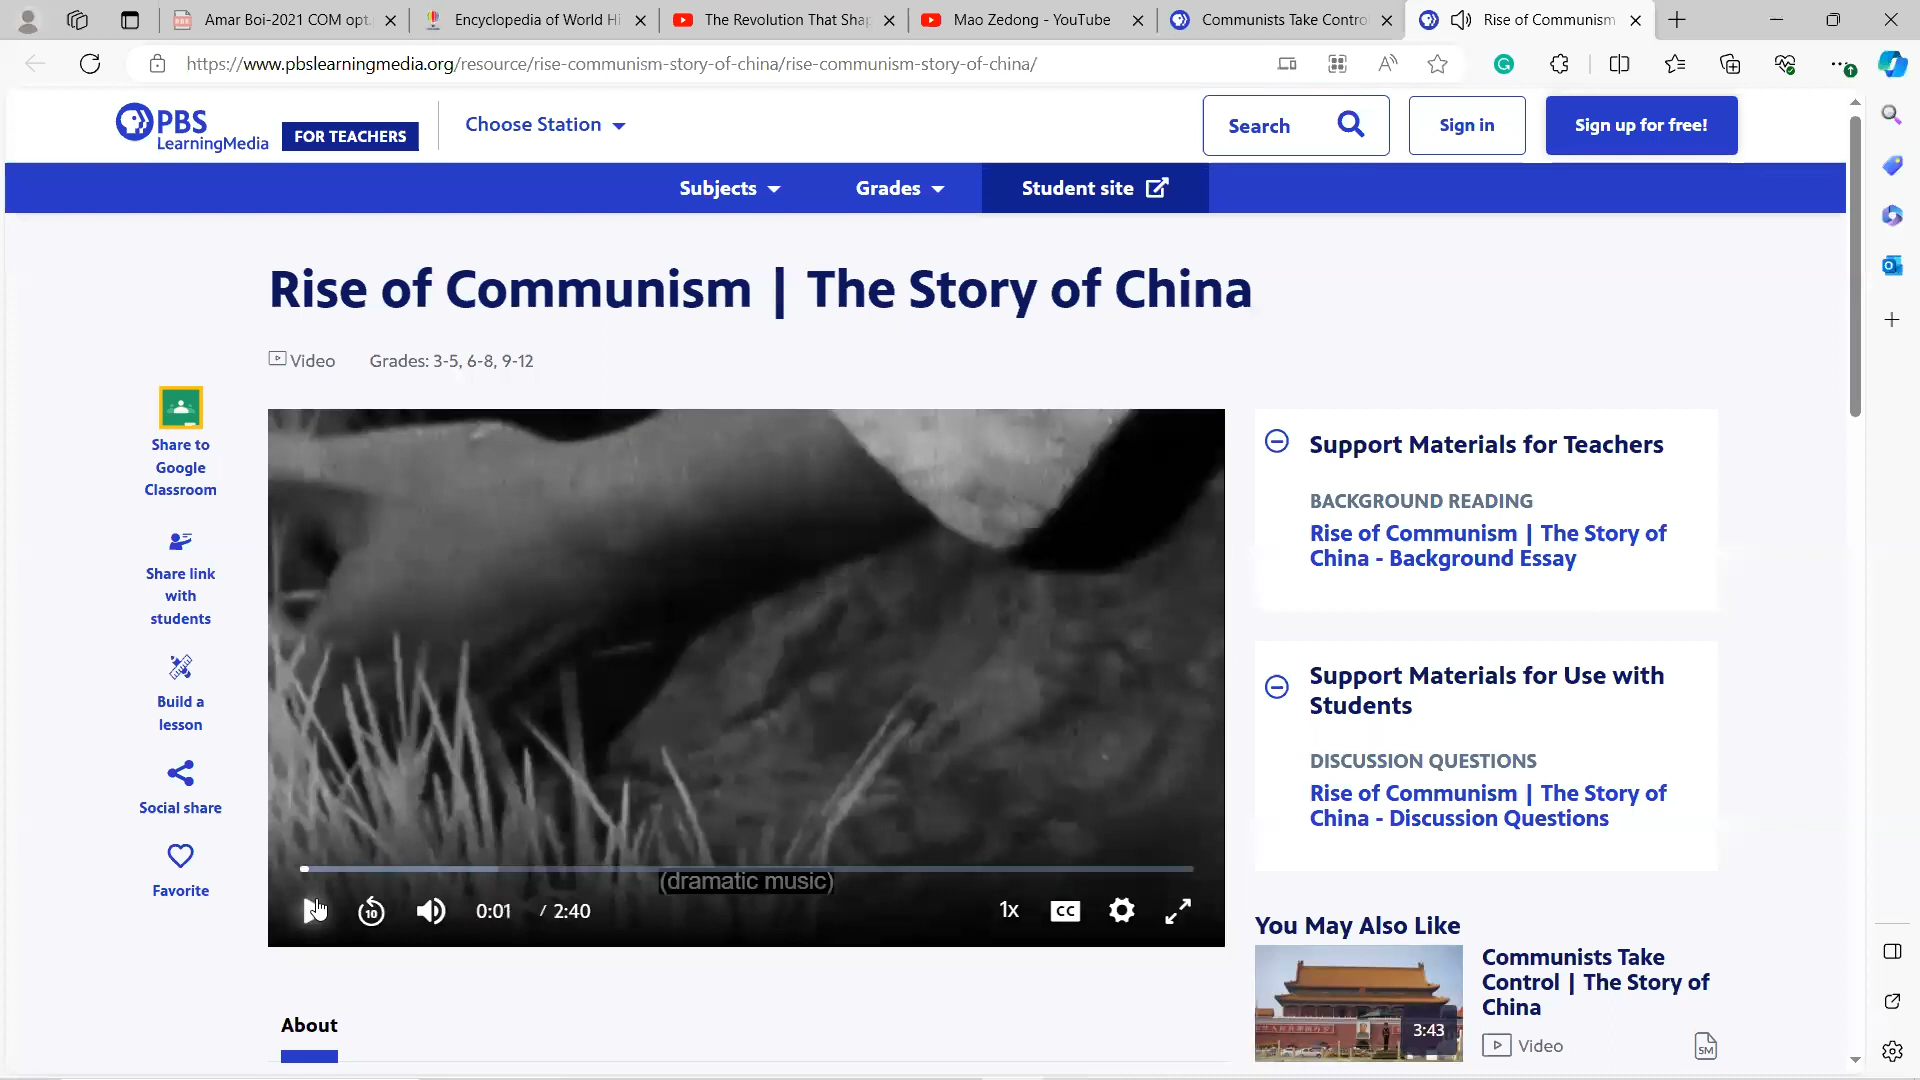 Amar Boi-2021 COM opt.
Encyclopedia of World Hi
The Revolution That Sha
Mao Zedong - YouTube
Communists Take Contro
Rise of Communism
https://www.pbslearningmedia.org/resource/rise-communism-story-of-china/rise-communism-story-of-china/
PBS
LearningMedia
FOR TEACHERS
Choose Station
Search
Sign in
Sign up for free!
Subjects
Grades
Student site
Rise of Communism | The Story of China
Video
Grades: 3-5, 6-8, 9-12
Share to
Google
Classroom
Share link
with
students
Build a
lesson
Social share
Favorite
(dramatic music)
10
0:01 / 2:40
1x
CC
Support Materials for Teachers
BACKGROUND READING
Rise of Communism | The Story of
China - Background Essay
Support Materials for Use with
Students
DISCUSSION QUESTIONS
Rise of Communism | The Story of
China - Discussion Questions
You May Also Like
3:43
Communists Take
Control | The Story of
China
Video
SM
About